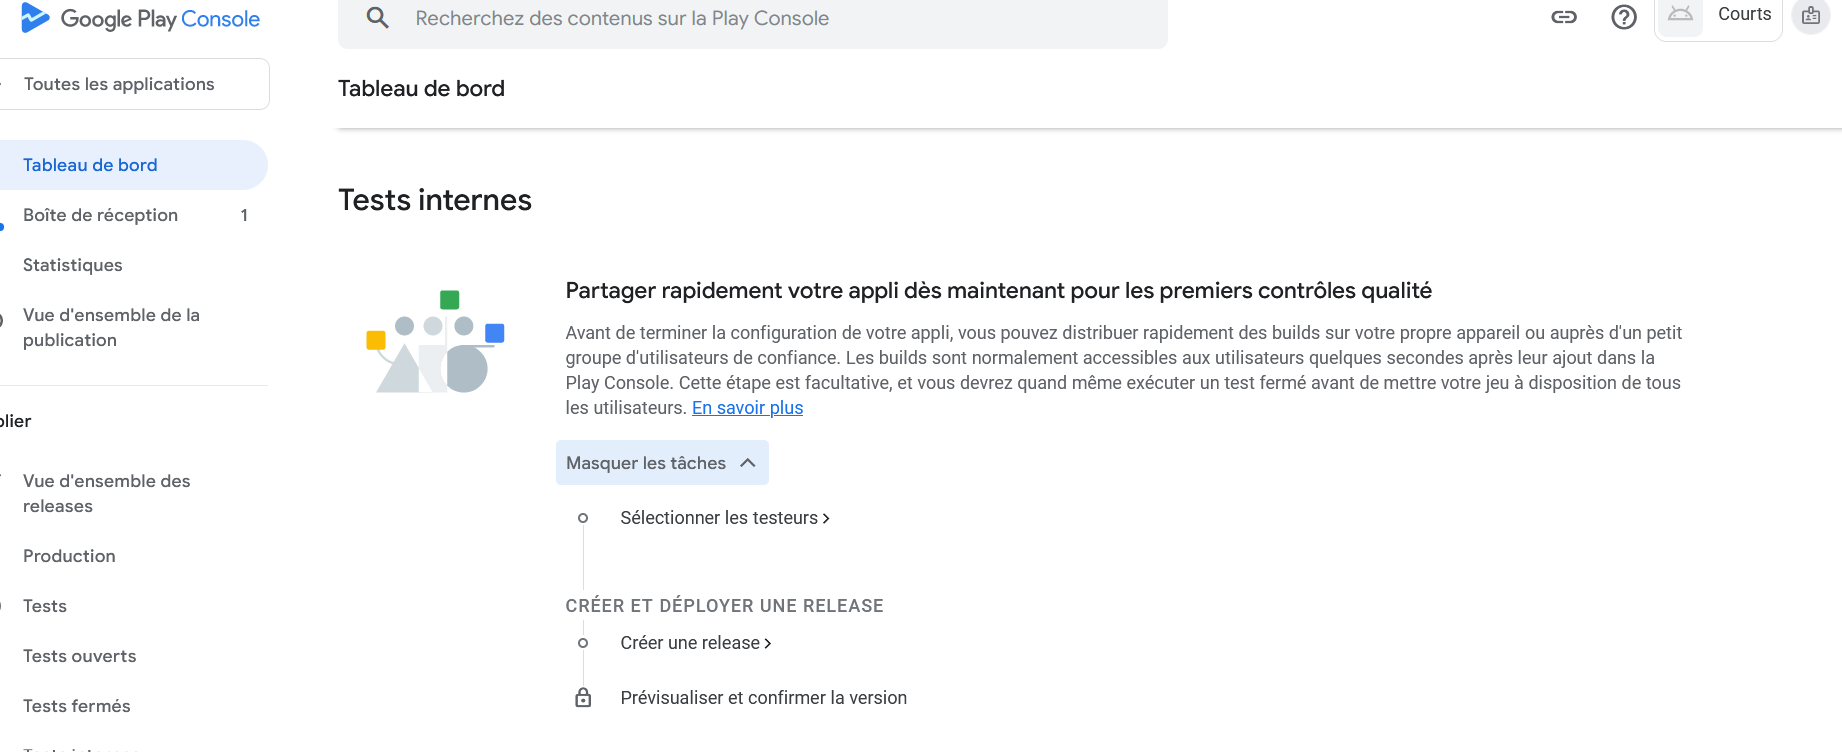 Google Play Console
Recherchez des contenus sur la Play Console
Courts
Toutes les applications
Tableau de bord
Tableau de bord
Boîte de réception 1
Statistiques
Vue d'ensemble de la
publication
Vue d'ensemble des
releases
Production
Tests
Tests ouverts
Tests fermés
Tests internes
Partager rapidement votre appli dès maintenant pour les premiers contrôles qualité
Avant de terminer la configuration de votre appli, vous pouvez distribuer rapidement des builds sur votre propre appareil ou auprès d'un petit
groupe d'utilisateurs de confiance. Les builds sont normalement accessibles aux utilisateurs quelques secondes après leur ajout dans la
Play Console. Cette étape est facultative, et vous devrez quand même exécuter un test fermé avant de mettre votre jeu à disposition de tous
les utilisateurs. En savoir plus
Masquer les tâches
Sélectionner les testeurs
CRÉER ET DÉPLOYER UNE RELEASE
Créer une release
Prévisualiser et confirmer la version